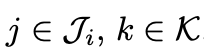 j ∈ 𝒥ᵢ, k ∈ 𝒦